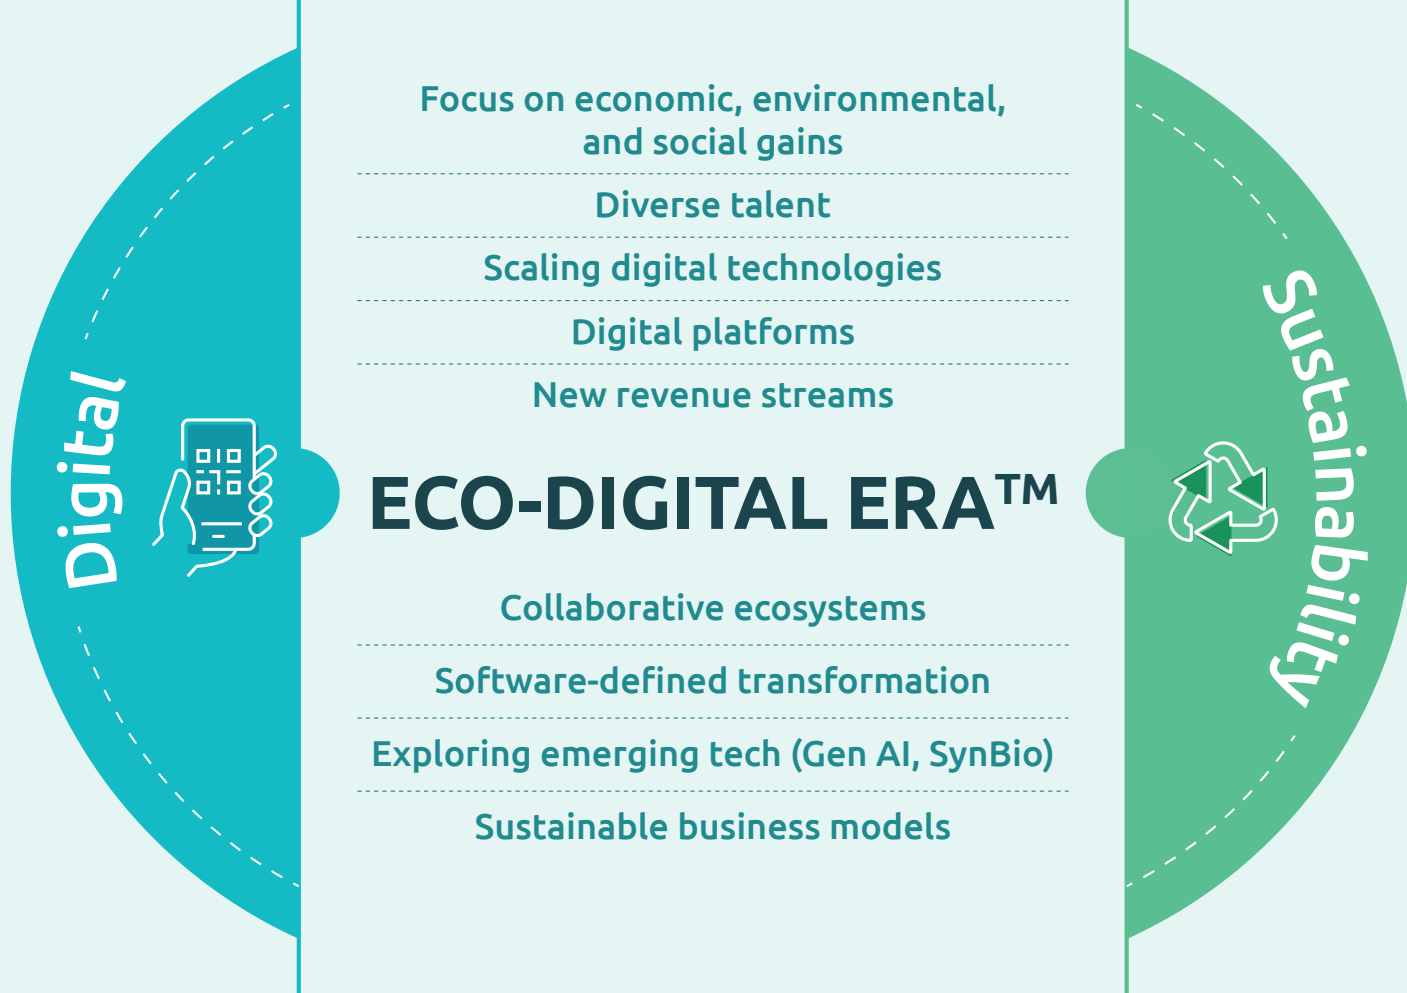 Focus on economic, environmental,
and social gains
Diverse talent
Scaling digital technologies
Digital platforms
New revenue streams
Digital
ECO-DIGITAL ERA™
Sustainability
Collaborative ecosystems
Software-defined transformation
Exploring emerging tech (Gen AI, SynBio)
Sustainable business models